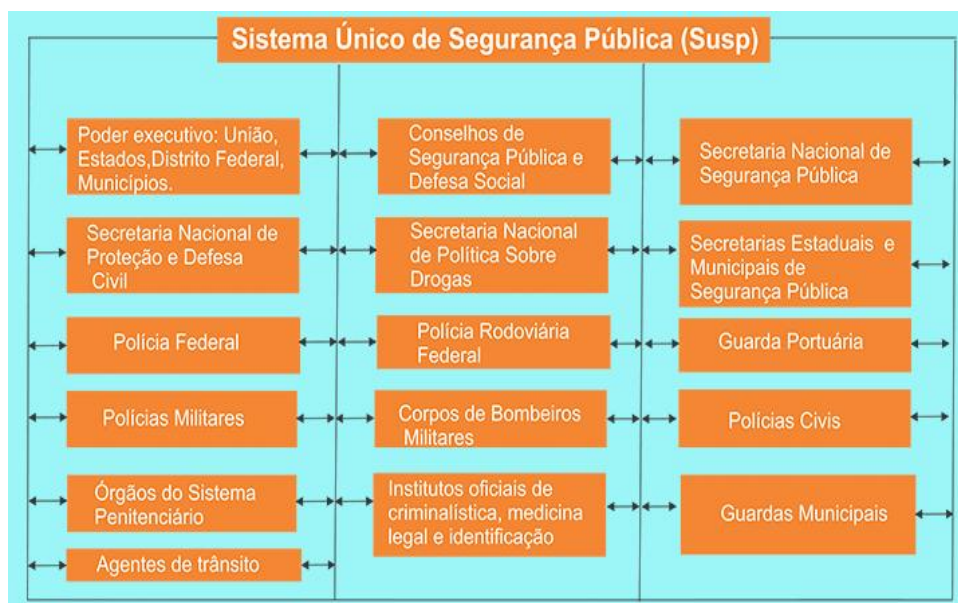 Sistema Único de Segurança Pública (Susp)
Poder executivo: União,
Estados,Distrito Federal,
Municípios.
Conselhos de
Segurança Pública e
Defesa Social
Secretaria Nacional de
Segurança Pública
Secretaria Nacional de
Proteção e Defesa
Civil
Secretaria Nacional
de Política Sobre
Drogas
Secretarias Estaduais e
Municipais de
Segurança Pública
Polícia Federal
Polícia Rodoviária
Federal
Guarda Portuária
Polícias Militares
Corpos de Bombeiros
Militares
Polícias Civis
Órgãos do Sistema
Penitenciário
Institutos oficiais de
criminalística, medicina
legal e identificação
Guardas Municipais
Agentes de trânsito